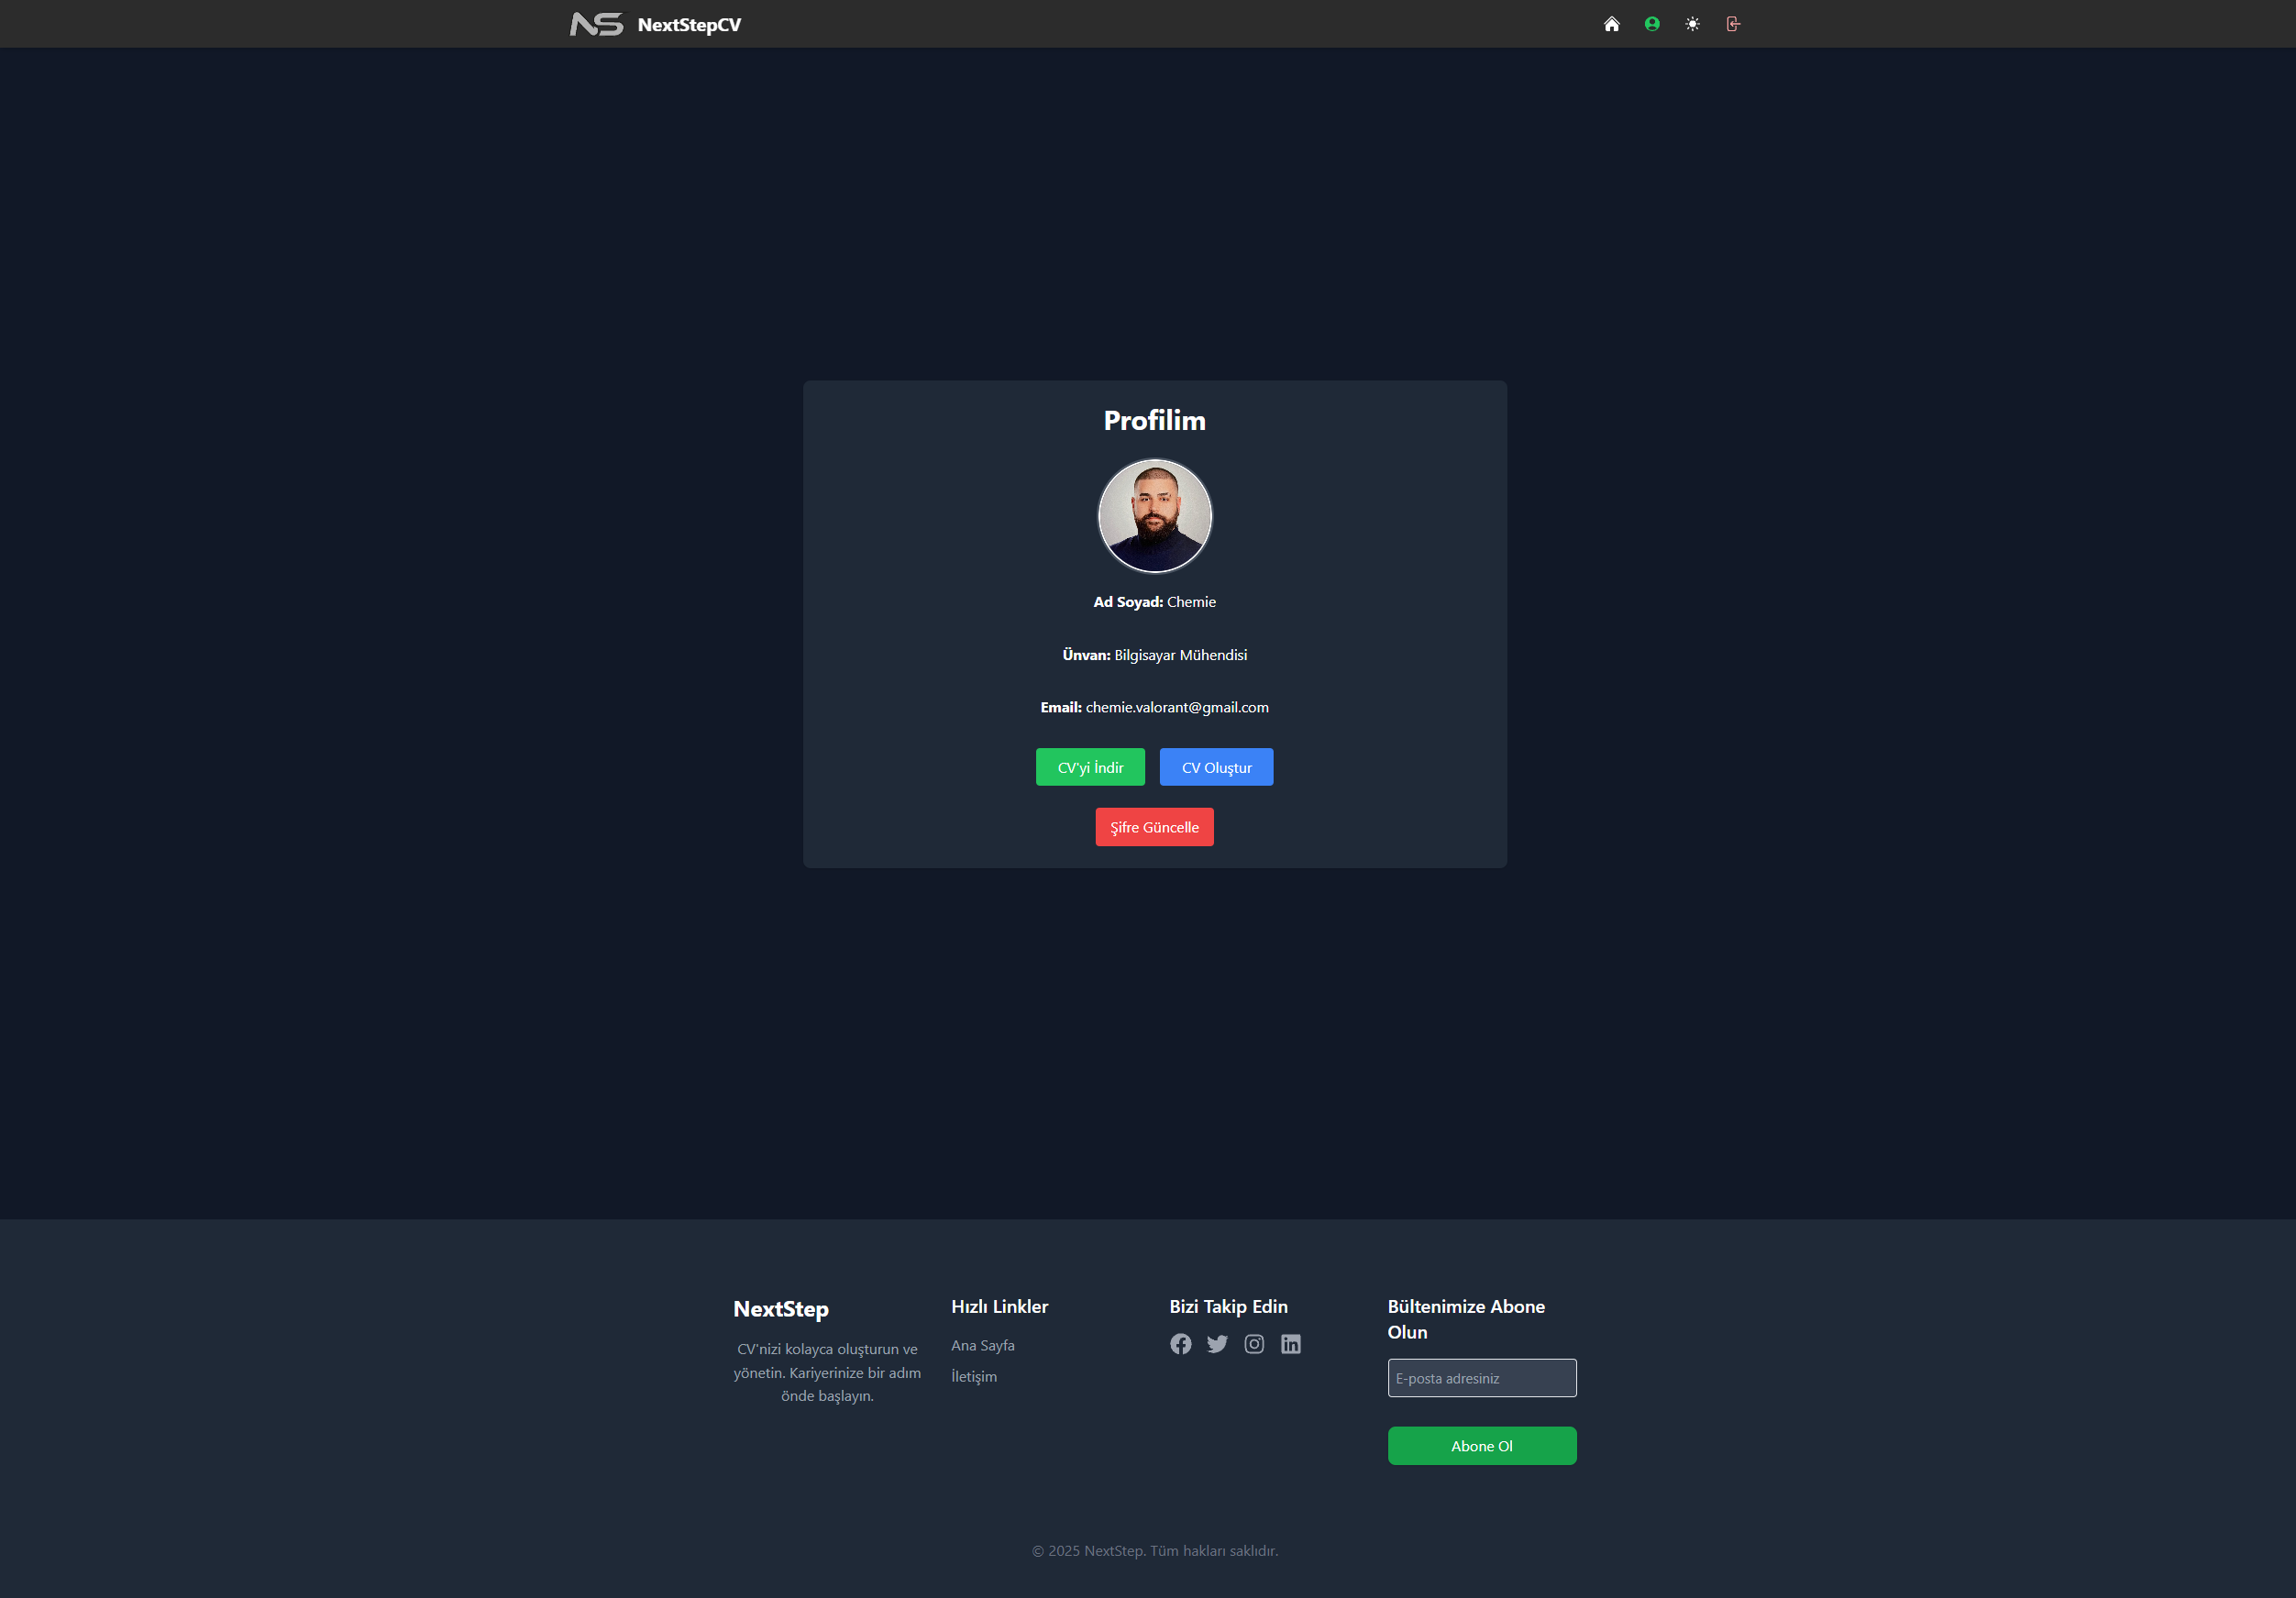 NS NextStepCV
Profilim
Ad Soyad: Chemie
Ünvan: Bilgisayar Mühendisi
Email: chemie.valorant@gmail.com
CV'yi İndir CV Oluştur
Şifre Güncelle
NextStep
CV'nizi kolayca oluşturun ve
yönetin. Kariyerinize bir adım
önde başlayın.
Hızlı Linkler
Ana Sayfa
İletişim
Bizi Takip Edin
Bültenimize Abone
Olun
E-posta adresiniz
Abone Ol
© 2025 NextStep. Tüm hakları saklıdır.